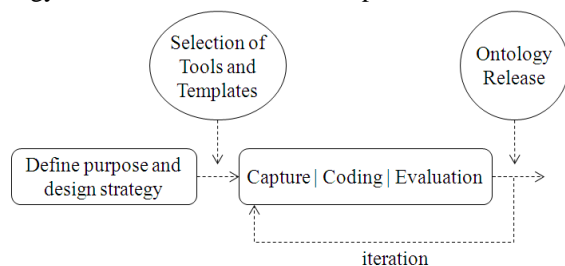 Selection of
Tools and
Templates
Ontology
Release
Define purpose and
design strategy
Capture | Coding | Evaluation
iteration